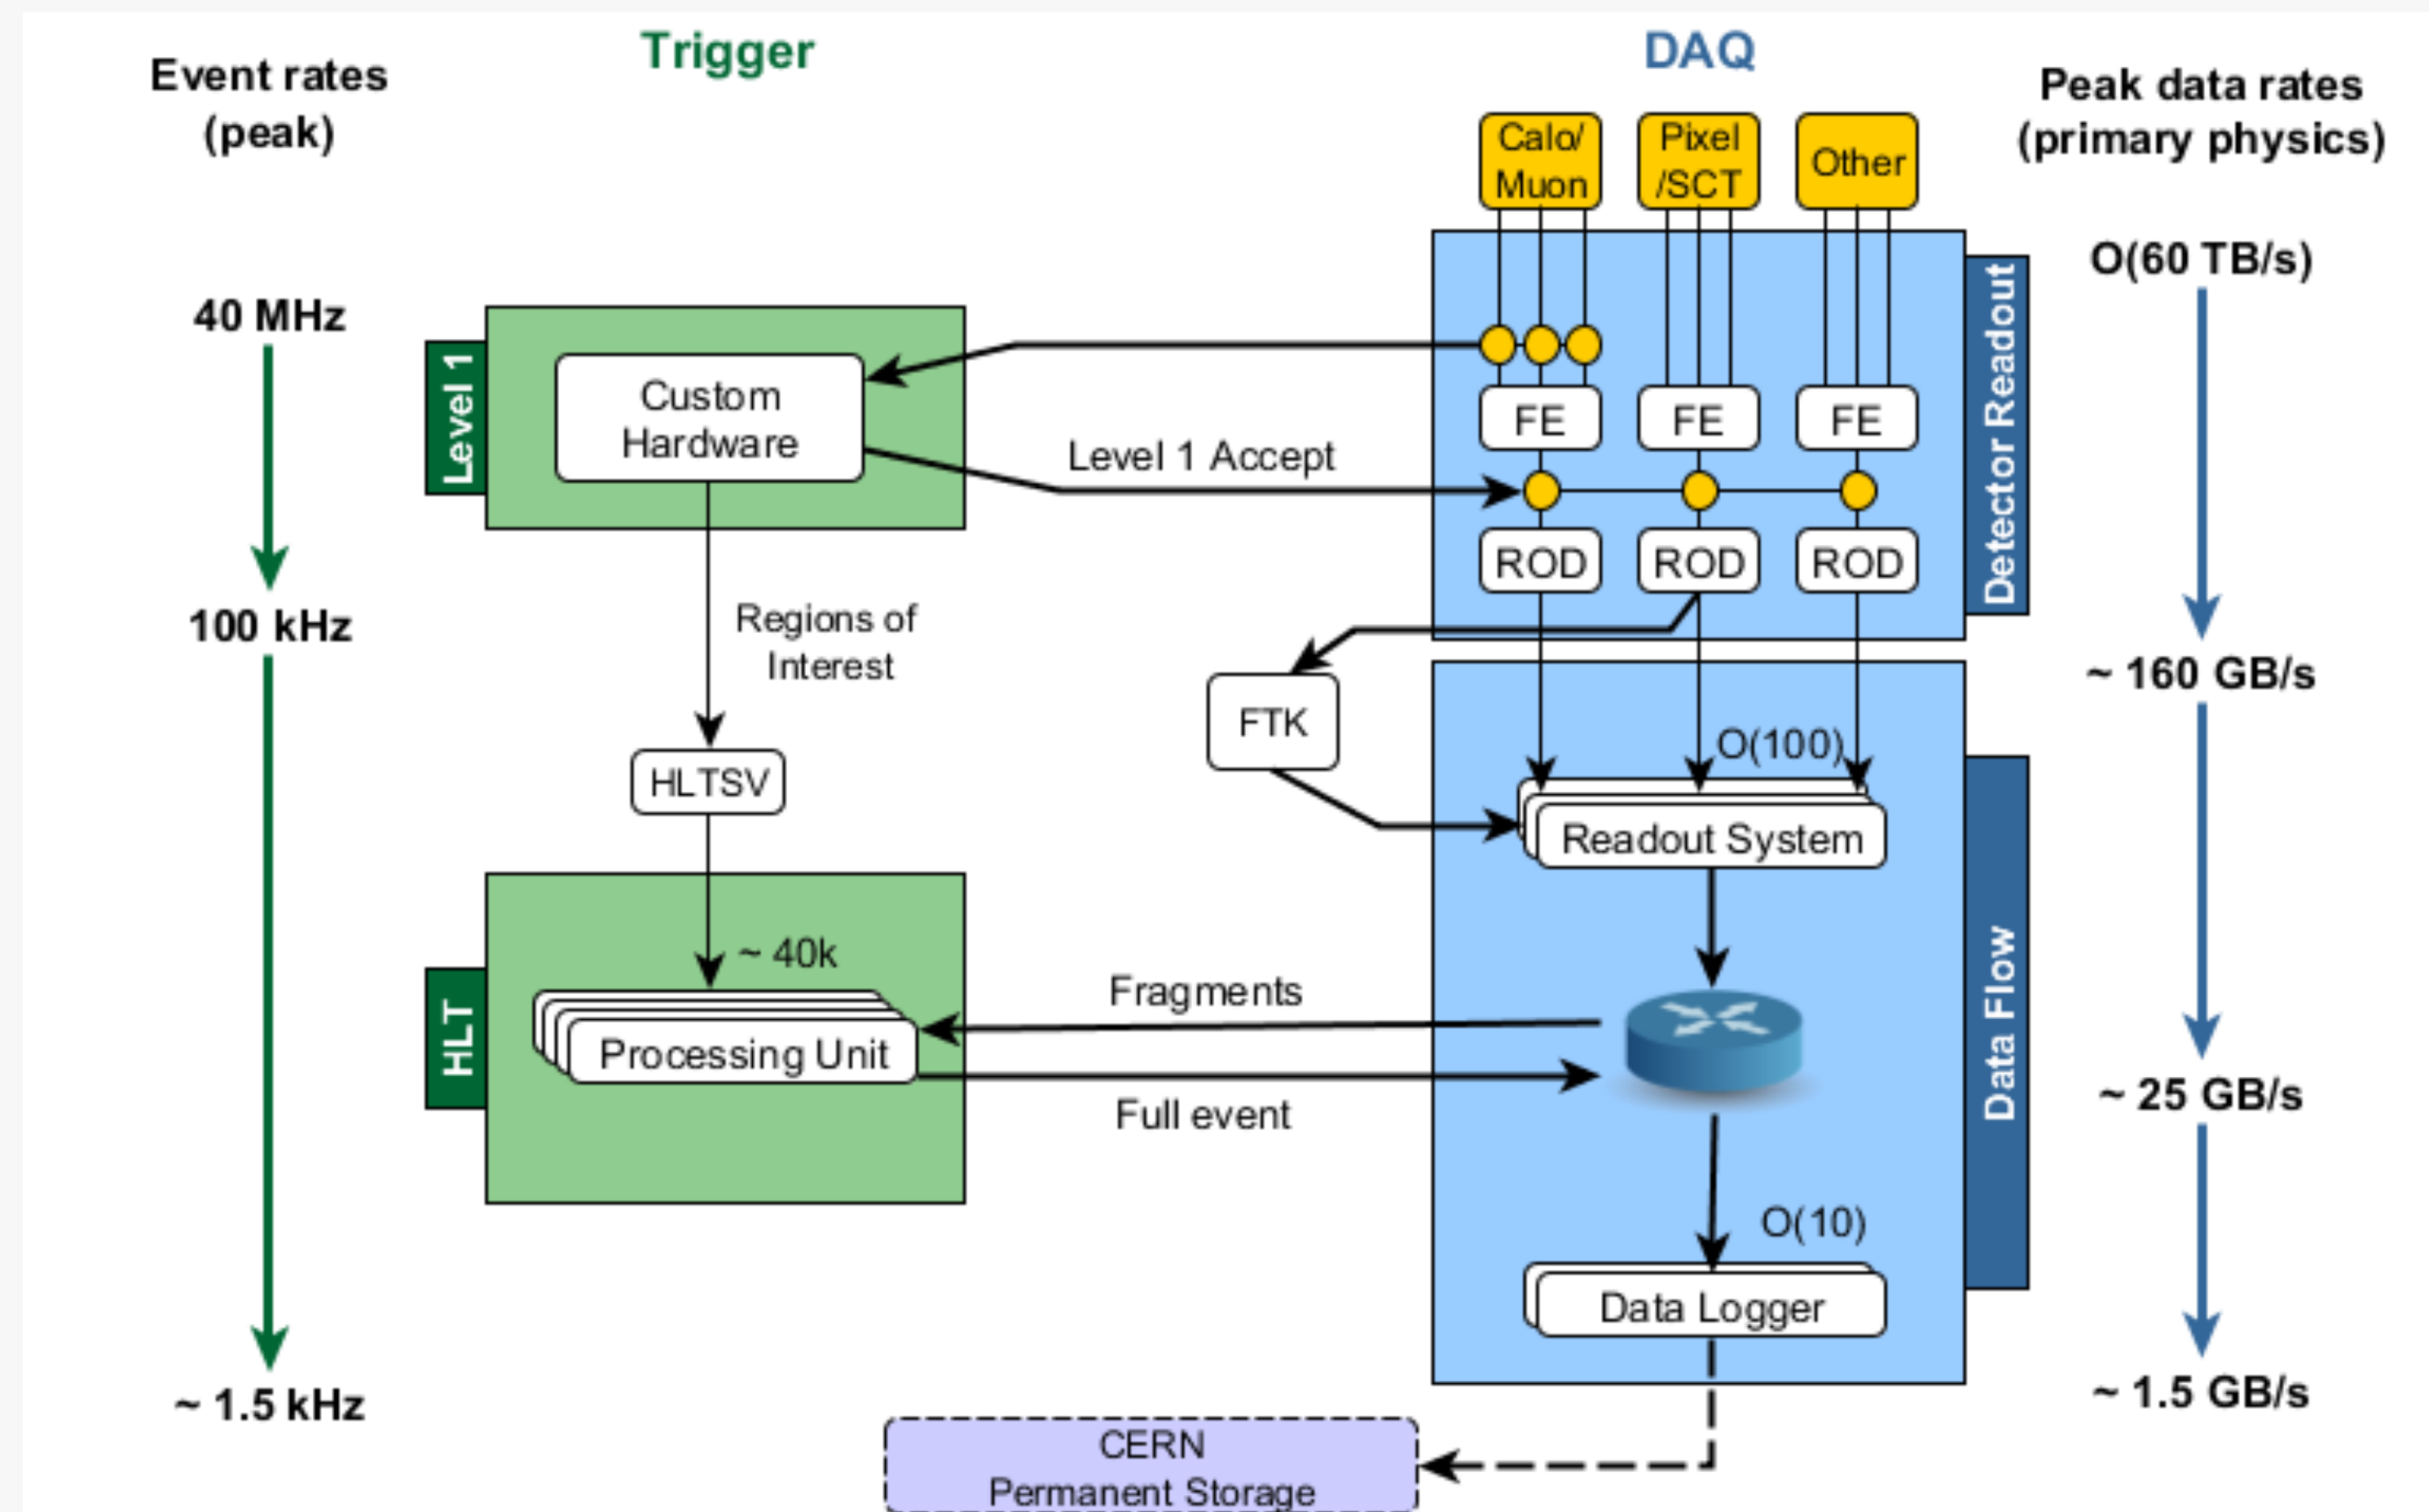 Trigger
DAQ
Event rates
(peak)
Peak data rates
(primary physics)
Calo/
Muon
Pixel
/SCT
Other
O(60 TB/s)
40 MHz
Level 1
Custom
Hardware
Level 1 Accept
FE
FE
FE
ROD
ROD
ROD
Detector Readout
100 kHz
Regions of
Interest
~ 160 GB/s
FTK
O(100)
HLTSV
Readout System
~ 40k
HLT
Processing Unit
Fragments
Full event
Data Flow
~ 25 GB/s
O(10)
Data Logger
~ 1.5 kHz
~ 1.5 GB/s
CERN
Permanent Storage